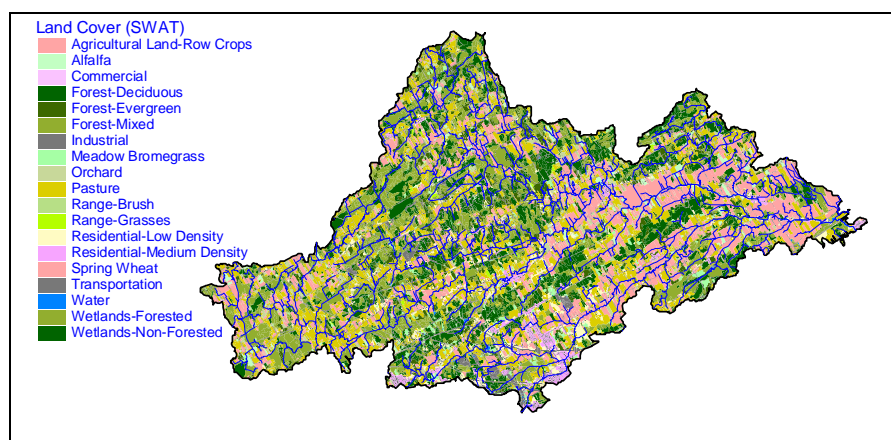 Land Cover (SWAT)
Agricultural Land-Row Crops
Alfalfa
Commercial
Forest-Deciduous
Forest-Evergreen
Forest-Mixed
Industrial
Meadow Bromegrass
Orchard
Pasture
Range-Brush
Range-Grasses
Residential-Low Density
Residential-Medium Density
Spring Wheat
Transportation
Water
Wetlands-Forested
Wetlands-Non-Forested